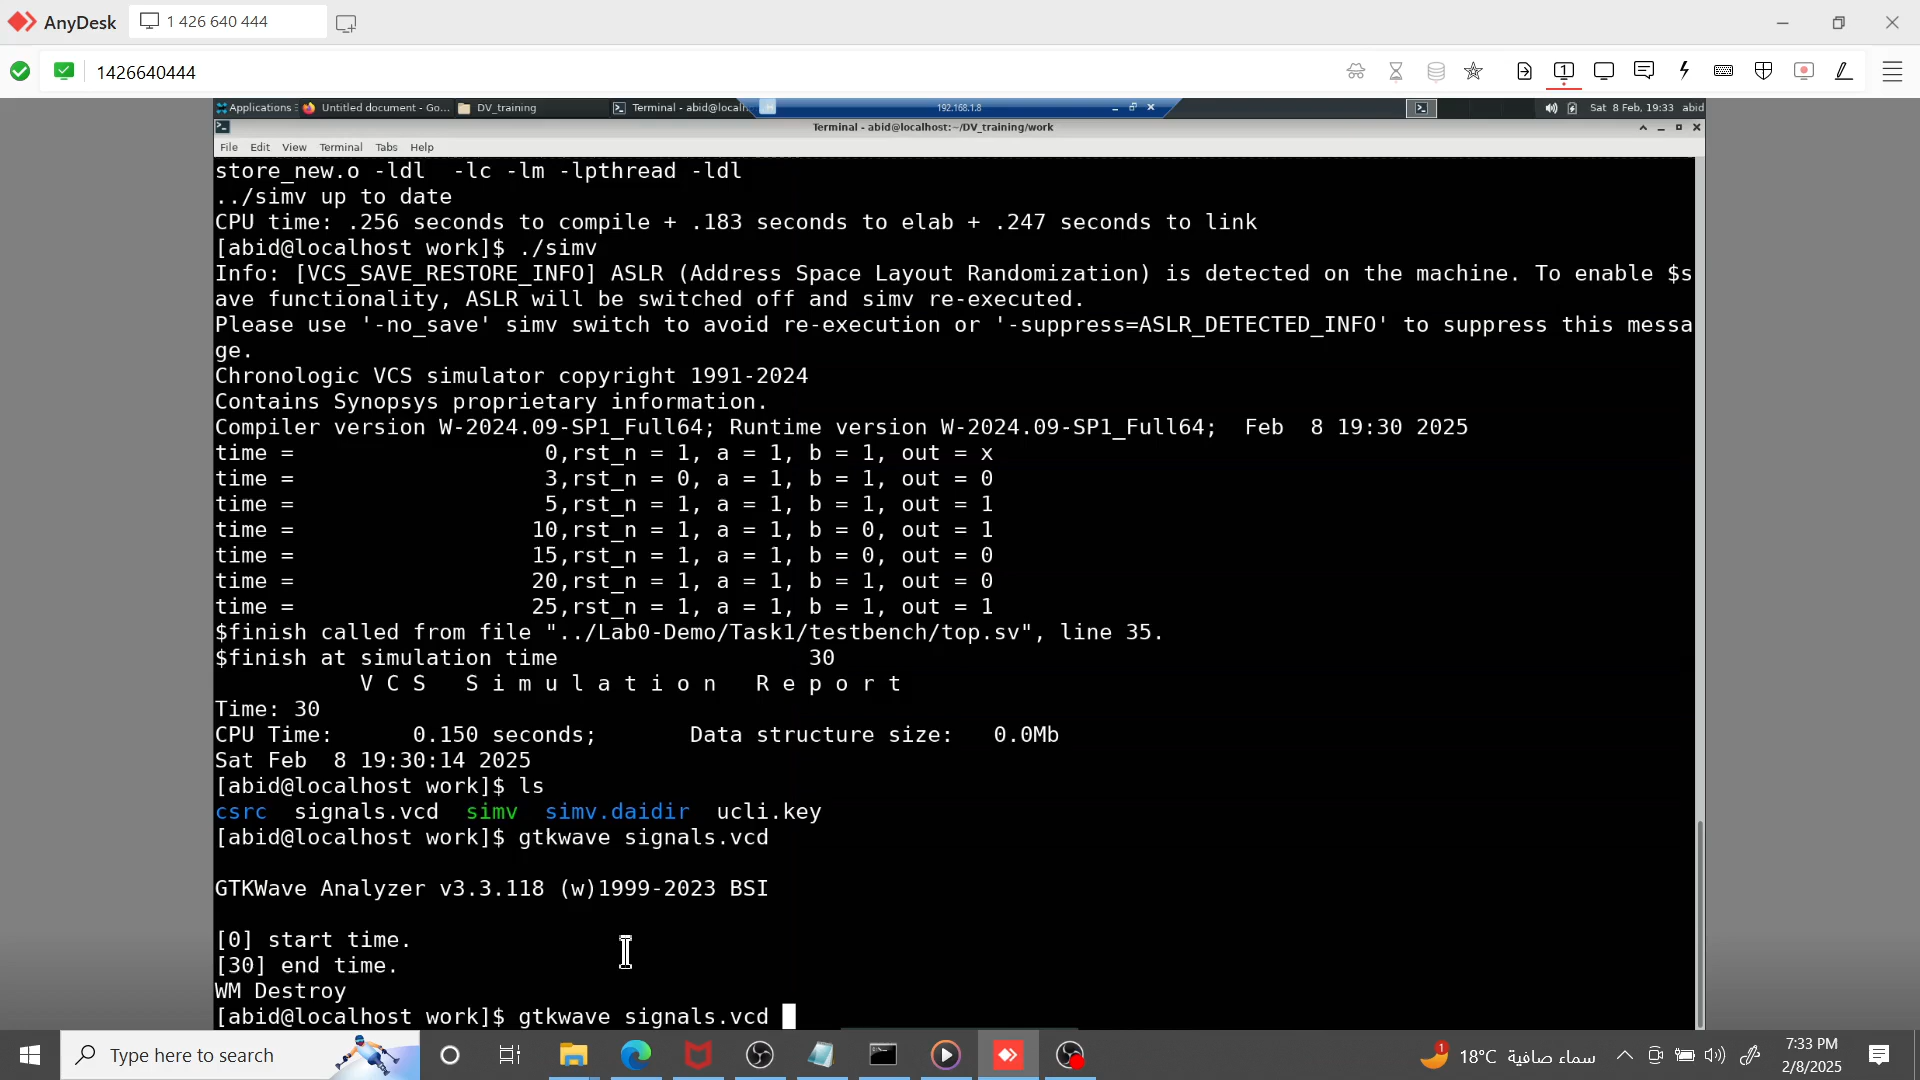 AnyDesk
1 426 640 444
1426640444
Applications
Untitled document - Go...
DV_training
Terminal - abid@localh
192.168.1.8
Sat 8 Feb, 19:33 abid
Terminal - abid@localhost:~/DV_training/work
File Edit View Terminal Tabs Help
store_new.o -ldl  -lc -lm -lpthread -ldl
../simv up to date
CPU time: .256 seconds to compile + .183 seconds to elab + .247 seconds to link
[abid@localhost work]$ ./simv
Info: [VCS_SAVE_RESTORE_INFO] ASLR (Address Space Layout Randomization) is detected on the machine. To enable $s
ave functionality, ASLR will be switched off and simv re-executed.
Please use '-no_save' simv switch to avoid re-execution or '-suppress=ASLR_DETECTED_INFO' to suppress this messa
ge.
Chronologic VCS simulator copyright 1991-2024
Contains Synopsys proprietary information.
Compiler version W-2024.09-SP1_Full64; Runtime version W-2024.09-SP1_Full64;  Feb  8 19:30 2025
time =                   0,rst_n = 1, a = 1, b = 1, out = x
time =                   3,rst_n = 0, a = 1, b = 1, out = 0
time =                   5,rst_n = 1, a = 1, b = 1, out = 1
time =                  10,rst_n = 1, a = 1, b = 0, out = 1
time =                  15,rst_n = 1, a = 1, b = 0, out = 0
time =                  20,rst_n = 1, a = 1, b = 1, out = 0
time =                  25,rst_n = 1, a = 1, b = 1, out = 1
$finish called from file "../Lab0-Demo/Task1/testbench/top.sv", line 35.
$finish at simulation time                   30
V C S   S i m u l a t i o n   R e p o r t
Time: 30
CPU Time:      0.150 seconds;       Data structure size:   0.0Mb
Sat Feb  8 19:30:14 2025
[abid@localhost work]$ ls
csrc  signals.vcd  simv  simv.daidir  ucli.key
[abid@localhost work]$ gtkwave signals.vcd
GTKWave Analyzer v3.3.118 (w)1999-2023 BSI
[0] start time.
[30] end time.
WM Destroy
[abid@localhost work]$ gtkwave signals.vcd
Type here to search
1
18°C
سماء صافية
7:33 PM
2/8/2025